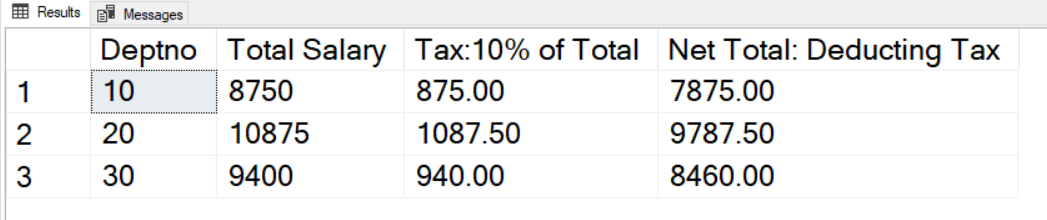 Results Messages
Deptno Total Salary Tax:10% of Total Net Total: Deducting Tax
1 10 8750 875.00 7875.00
2 20 10875 1087.50 9787.50
3 30 9400 940.00 8460.00